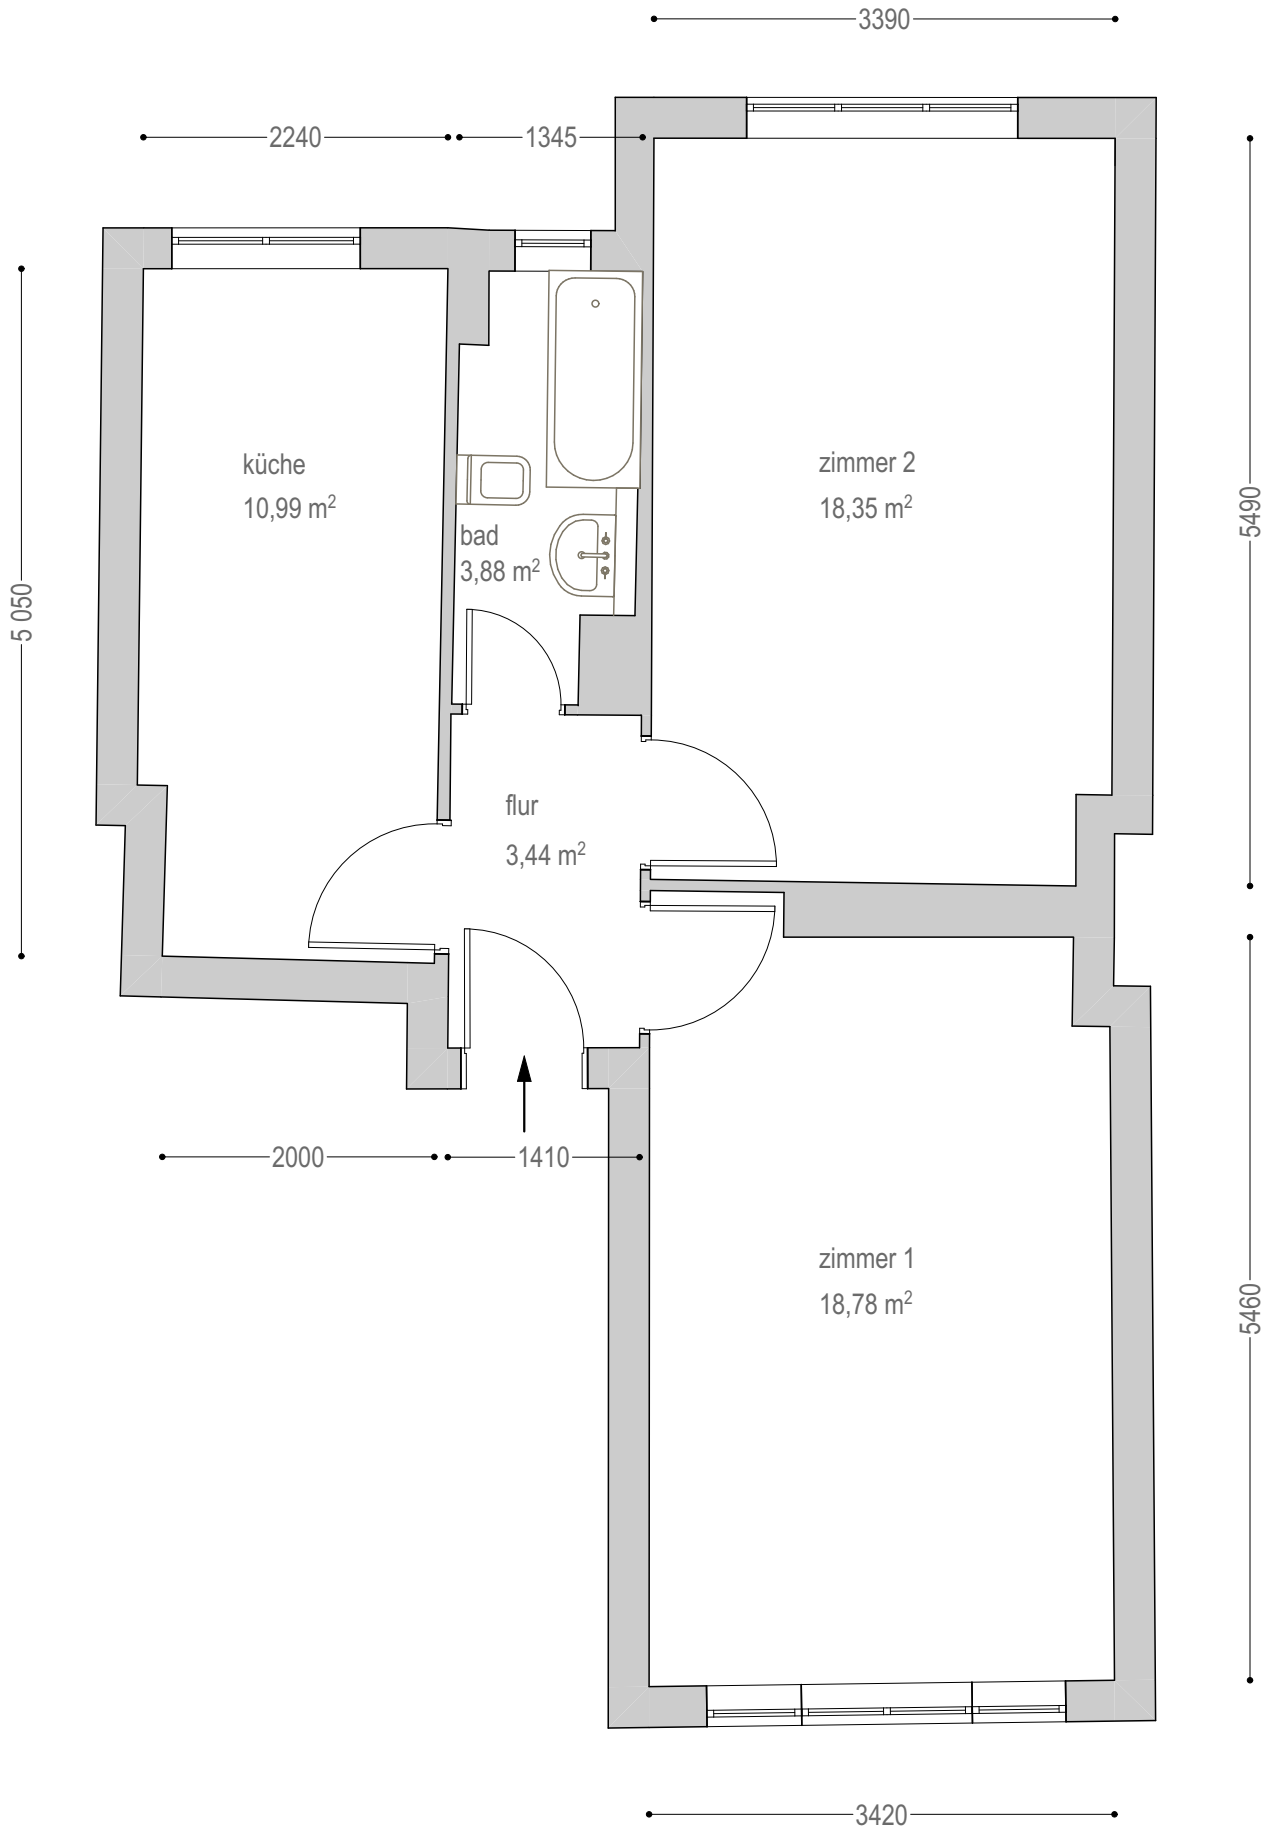 3390
2240
1345
küche
10,99 m²
zimmer 2
18,35 m²
bad
3,88 m²
5490
5 050
flur
3,44 m²
2000
1410
zimmer 1
18,78 m²
5460
3420